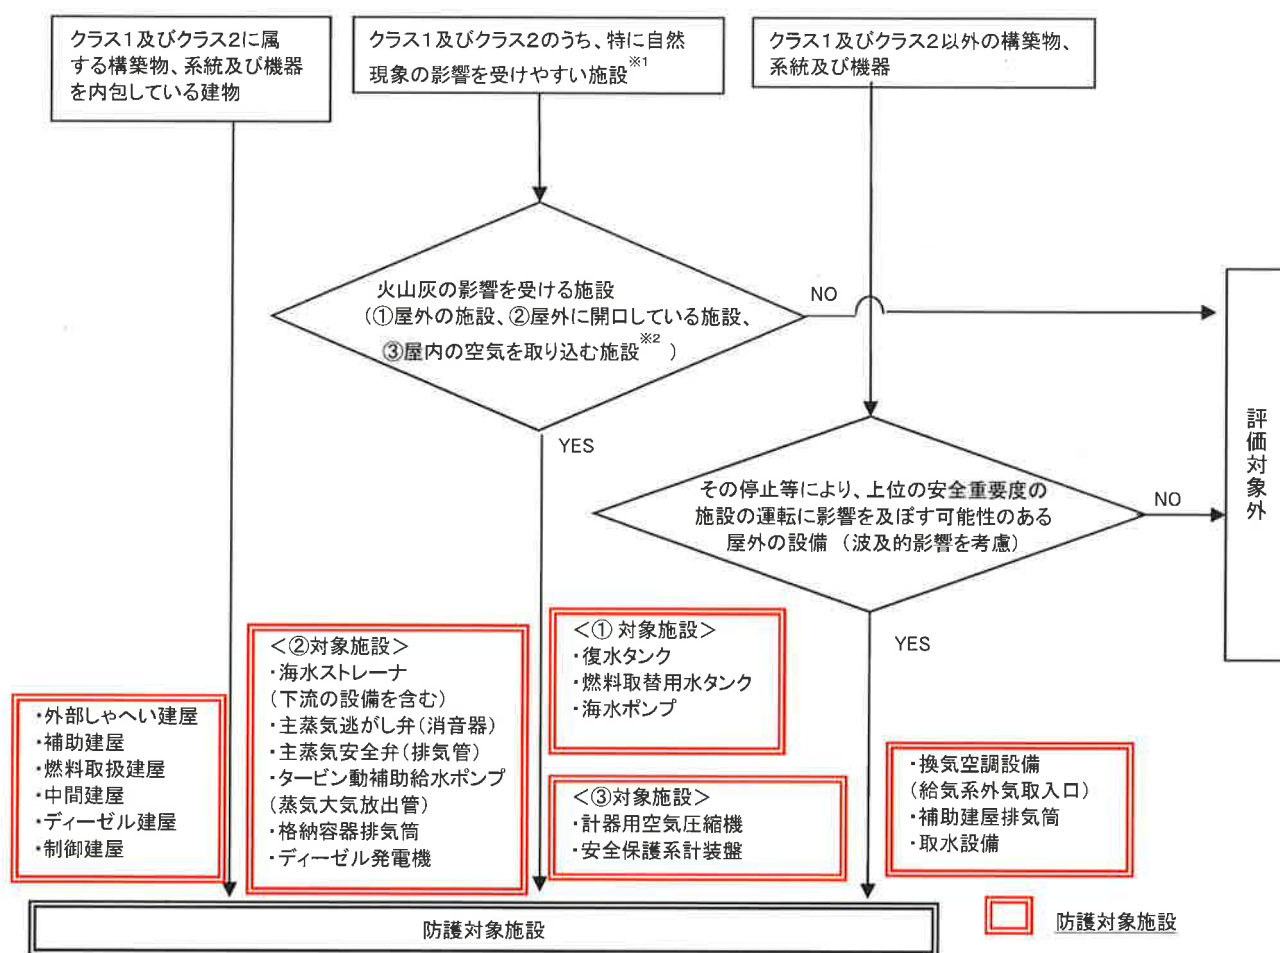 クラス1及びクラス2に属
する構築物、系統及び機器
を内包している建物
クラス1及びクラス2のうち、特に自然
現象の影響を受けやすい施設※1
クラス1及びクラス2以外の構築物、
系統及び機器
火山灰の影響を受ける施設
(①屋外の施設、②屋外に開口している施設、
③屋内の空気を取り込む施設※2 )
NO
YES
その停止等により、上位の安全重要度の
施設の運転に影響を及ぼす可能性のある
屋外の設備 (波及的影響を考慮)
NO
YES
評価対象外
・外部しゃへい建屋
・補助建屋
・燃料取扱建屋
・中間建屋
・ディーゼル建屋
・制御建屋
<②対象施設>
・海水ストレーナ
(下流の設備を含む)
・主蒸気逃がし弁(消音器)
・主蒸気安全弁(排気管)
・タービン動補助給水ポンプ
(蒸気大気放出管)
・格納容器排気筒
・ディーゼル発電機
<① 対象施設>
・復水タンク
・燃料取替用水タンク
・海水ポンプ
<③対象施設>
・計器用空気圧縮機
・安全保護系計装盤
・換気空調設備
(給気系外気取入口)
・補助建屋排気筒
・取水設備
防護対象施設
防護対象施設